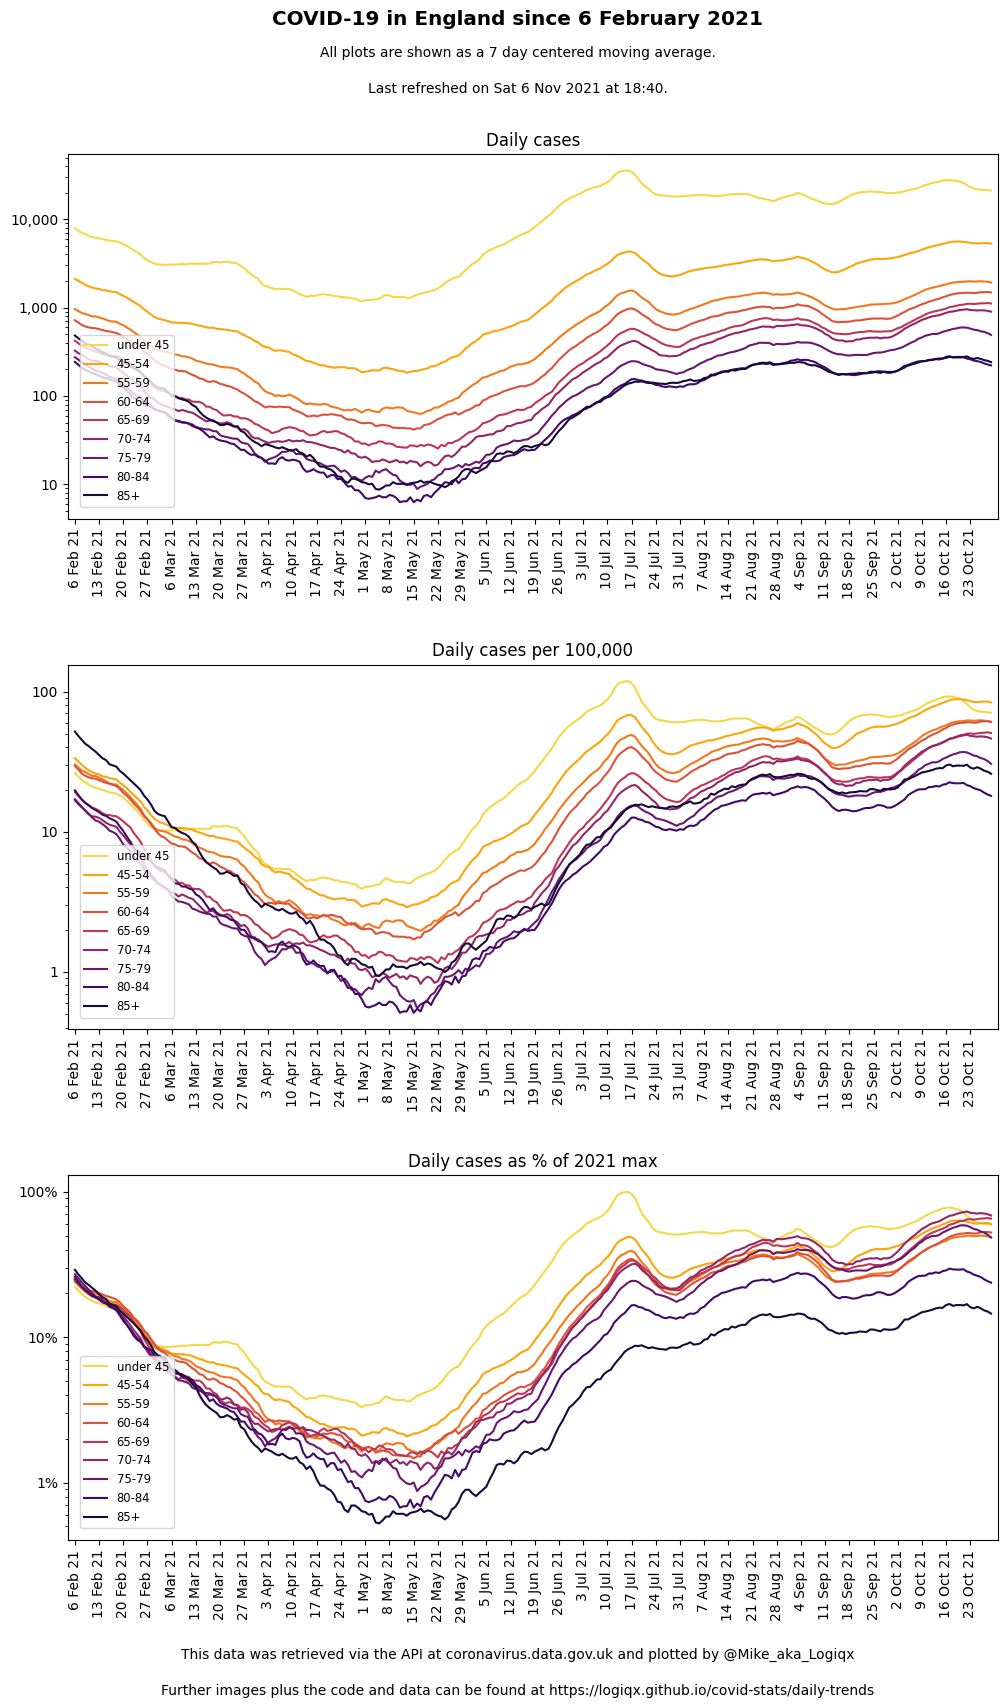 COVID-19 in England since 6 February 2021
All plots are shown as a 7 day centered moving average.
Last refreshed on Sat 6 Nov 2021 at 18:40.
Daily cases
10,000
1,000
100
10
under 45
45-54
55-59
60-64
65-69
70-74
75-79
80-84
85+
6 Feb 21
13 Feb 21
20 Feb 21
27 Feb 21
6 Mar 21
13 Mar 21
20 Mar 21
27 Mar 21
3 Apr 21
10 Apr 21
17 Apr 21
24 Apr 21
1 May 21
8 May 21
15 May 21
22 May 21
29 May 21
5 Jun 21
12 Jun 21
19 Jun 21
26 Jun 21
3 Jul 21
10 Jul 21
17 Jul 21
24 Jul 21
31 Jul 21
7 Aug 21
14 Aug 21
21 Aug 21
28 Aug 21
4 Sep 21
11 Sep 21
18 Sep 21
25 Sep 21
2 Oct 21
9 Oct 21
16 Oct 21
23 Oct 21
Daily cases per 100,000
100
10
1
under 45
45-54
55-59
60-64
65-69
70-74
75-79
80-84
85+
6 Feb 21
13 Feb 21
20 Feb 21
27 Feb 21
6 Mar 21
13 Mar 21
20 Mar 21
27 Mar 21
3 Apr 21
10 Apr 21
17 Apr 21
24 Apr 21
1 May 21
8 May 21
15 May 21
22 May 21
29 May 21
5 Jun 21
12 Jun 21
19 Jun 21
26 Jun 21
3 Jul 21
10 Jul 21
17 Jul 21
24 Jul 21
31 Jul 21
7 Aug 21
14 Aug 21
21 Aug 21
28 Aug 21
4 Sep 21
11 Sep 21
18 Sep 21
25 Sep 21
2 Oct 21
9 Oct 21
16 Oct 21
23 Oct 21
Daily cases as % of 2021 max
100%
10%
1%
under 45
45-54
55-59
60-64
65-69
70-74
75-79
80-84
85+
6 Feb 21
13 Feb 21
20 Feb 21
27 Feb 21
6 Mar 21
13 Mar 21
20 Mar 21
27 Mar 21
3 Apr 21
10 Apr 21
17 Apr 21
24 Apr 21
1 May 21
8 May 21
15 May 21
22 May 21
29 May 21
5 Jun 21
12 Jun 21
19 Jun 21
26 Jun 21
3 Jul 21
10 Jul 21
17 Jul 21
24 Jul 21
31 Jul 21
7 Aug 21
14 Aug 21
21 Aug 21
28 Aug 21
4 Sep 21
11 Sep 21
18 Sep 21
25 Sep 21
2 Oct 21
9 Oct 21
16 Oct 21
23 Oct 21
This data was retrieved via the API at coronavirus.data.gov.uk and plotted by @Mike_aka_Logiqx
Further images plus the code and data can be found at https://logiqx.github.io/covid-stats/daily-trends